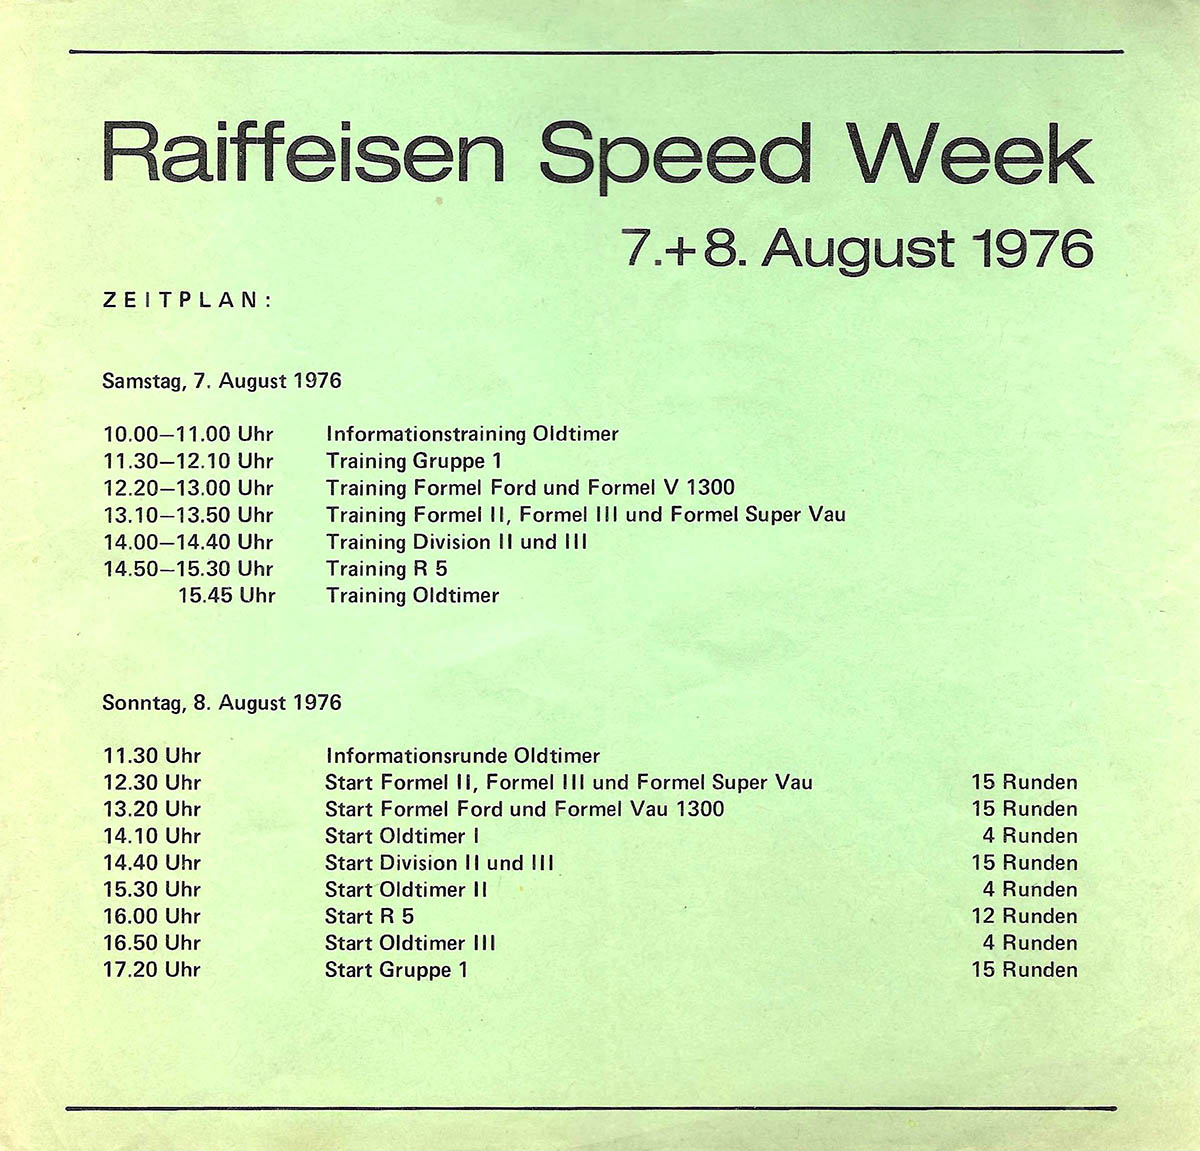 Raiffeisen Speed Week
7.+8. August 1976
ZEITPLAN:
Samstag, 7. August 1976
10.00—11.00 Uhr Informationstraining Oldtimer
11.30—12.10 Uhr Training Gruppe 1
12.20—13.00 Uhr Training Formel Ford und Formel V 1300
13.10—13.50 Uhr Training Formel II, Formel III und Formel Super Vau
14.00—14.40 Uhr Training Division II und III
14.50—15.30 Uhr Training R 5
15.45 Uhr Training Oldtimer
Sonntag, 8. August 1976
11.30 Uhr Informationsrunde Oldtimer
12.30 Uhr Start Formel II, Formel III und Formel Super Vau 15 Runden
13.20 Uhr Start Formel Ford und Formel Vau 1300 15 Runden
14.10 Uhr Start Oldtimer I 4 Runden
14.40 Uhr Start Division II und III 15 Runden
15.30 Uhr Start Oldtimer II 4 Runden
16.00 Uhr Start R 5 12 Runden
16.50 Uhr Start Oldtimer III 4 Runden
17.20 Uhr Start Gruppe 1 15 Runden